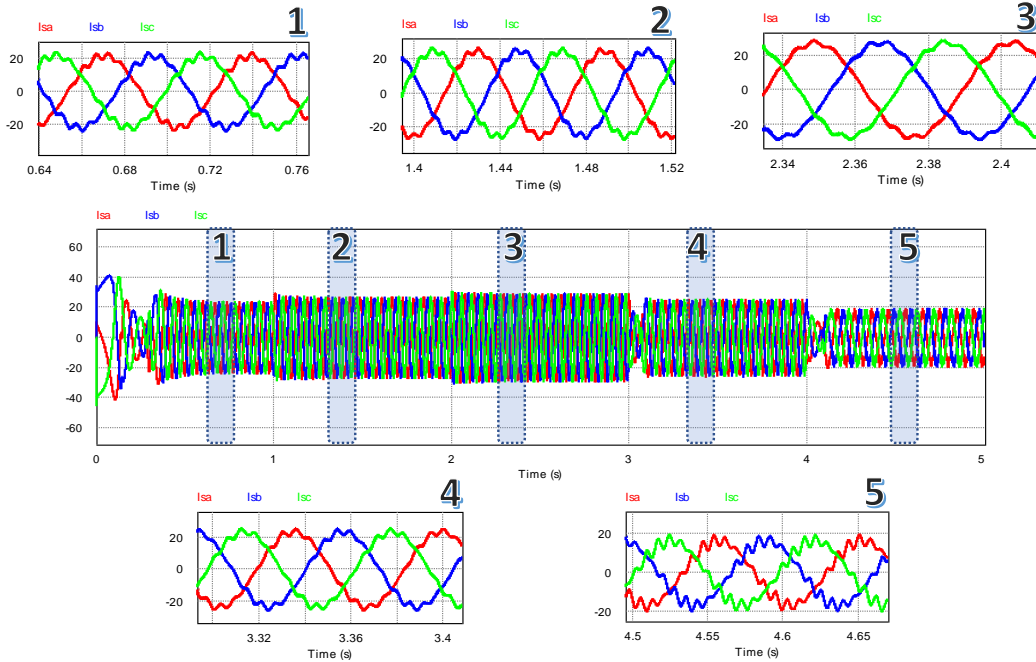 1
Isa Isb Isc
20
0
-20
0.64 0.68 0.72 0.76
Time (s)
2
Isa Isb Isc
20
0
-20
1.4 1.44 1.48 1.52
Time (s)
3
Isa Isb Isc
20
0
-20
2.34 2.36 2.38 2.4
Time (s)
Isa Isb Isc
1 2 3 4 5
60
40
20
0
-20
-40
-60
0 1 2 3 4 5
Time (s)
4
Isa Isb Isc
20
0
-20
3.32 3.36 3.4
Time (s)
5
Isa Isb Isc
20
0
-20
4.5 4.55 4.6 4.65
Time (s)